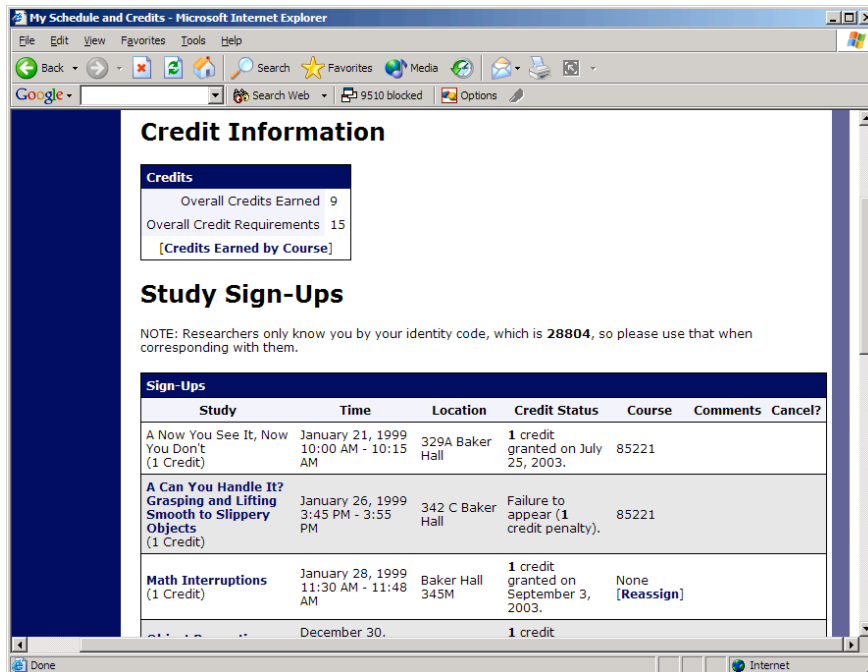 My Schedule and Credits - Microsoft Internet Explorer
File Edit View Favorites Tools Help
Back Search Favorites Media
Google Search Web 9510 blocked Options
Credit Information
Credits
Overall Credits Earned 9
Overall Credit Requirements 15
[Credits Earned by Course]
Study Sign-Ups
NOTE: Researchers only know you by your identity code, which is 28804, so please use that when
corresponding with them.
Sign-Ups
Study Time Location Credit Status Course Comments Cancel?
A Now You See It, Now
You Don't
(1 Credit)
January 21, 1999
10:00 AM - 10:15
AM
329A Baker
Hall
1 credit
granted on July
25, 2003.
85221
A Can You Handle It?
Grasping and Lifting
Smooth to Slippery
Objects
(1 Credit)
January 26, 1999
3:45 PM - 3:55
PM
342 C Baker
Hall
Failure to
appear (1
credit penalty).
85221
Math Interruptions
(1 Credit)
January 28, 1999
11:30 AM - 11:48
AM
Baker Hall
345M
1 credit
granted on
September 3,
2003.
None
[Reassign]
December 30,
1 credit
Done
Internet